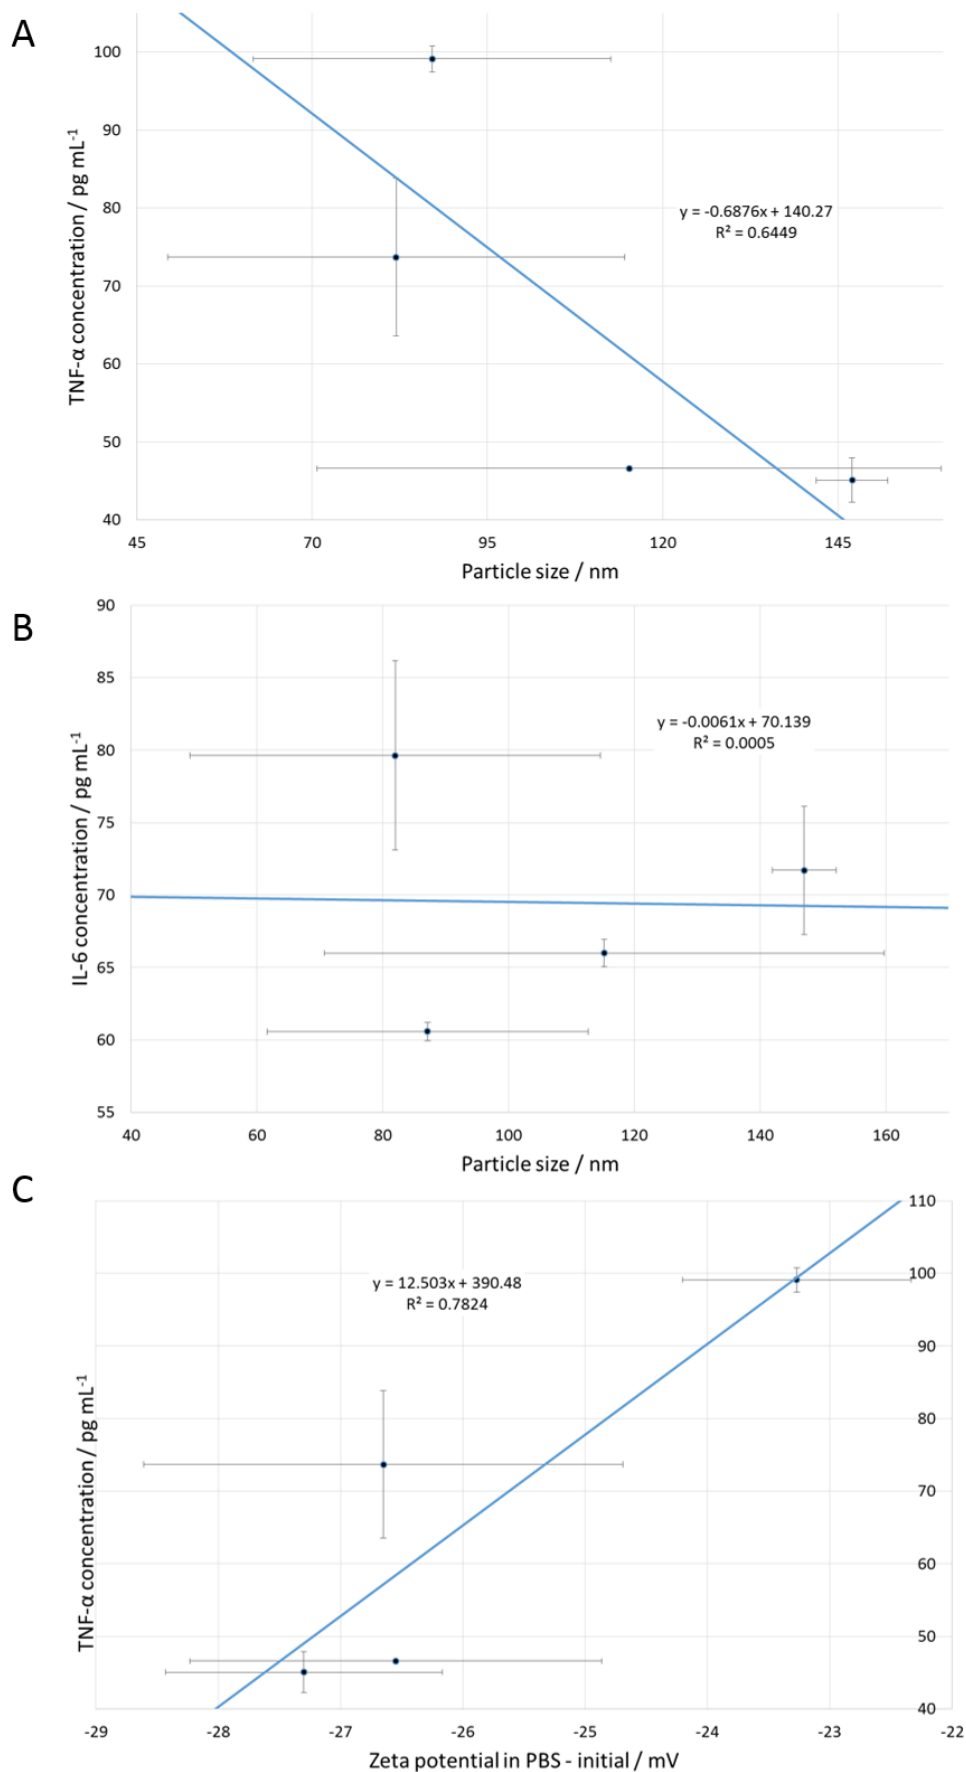 A
TNF-α concentration / pg mL⁻¹
100
90
80
70
60
50
40
y = -0.6876x + 140.27
R² = 0.6449
45 70 95 120 145
Particle size / nm
B
IL-6 concentration / pg mL⁻¹
90
85
80
75
70
65
60
55
y = -0.0061x + 70.139
R² = 0.0005
40 60 80 100 120 140 160
Particle size / nm
C
TNF-α concentration / pg mL⁻¹
y = 12.503x + 390.48
R² = 0.7824
110
100
90
80
70
60
50
40
-29 -28 -27 -26 -25 -24 -23 -22
Zeta potential in PBS - initial / mV